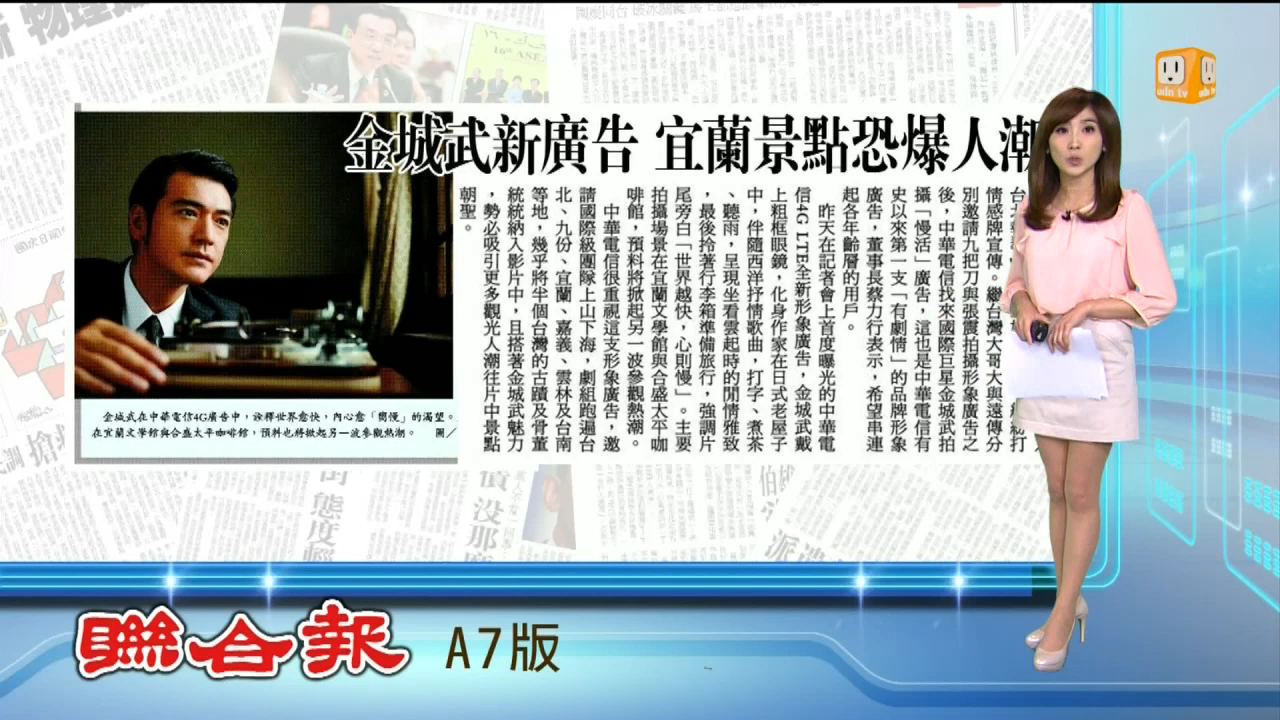 金城武新廣告 宜蘭景點恐爆人潮
情感牌宣傳。繼台灣大哥大與遠傳分
別邀請九把刀與張震拍攝形象廣告之
後，中華電信找來國際巨星金城武拍
攝「慢活」廣告，這也是中華電信有
史以來第一支「有劇情」的品牌形象
廣告，董事長蔡力行表示，希望串連
起各年齡層的用戶。
昨天在記者會上首度曝光的中華電
信4G LTE全新形象廣告，金城武戴
上粗框眼鏡，化身作家在日式老屋子
中，伴隨西洋抒情歌曲，打字、煮茶
、聽雨，呈現坐看雲起時的閒情雅致
，最後拎著行李箱準備旅行，強調片
尾旁白「世界越快，心則慢」。主要
拍攝場景在宜蘭文學館與合盛太平咖
啡館，預料將掀起另一波參觀熱潮。
中華電信很重視這支形象廣告，邀
請國際級團隊上山下海，劇組跑遍台
北、九份、宜蘭、嘉義、雲林及台南
等地，幾乎將半個台灣的古蹟及骨董
統統納入影片中，且搭著金城武魅力
，勢必吸引更多觀光人潮往片中景點
朝聖。
金城武在中華電信4G廣告中，詮釋世界愈快，內心愈「簡慢」的渴望。
在宜蘭文學館與合盛太平咖啡館，預料也將掀起另一波參觀熱潮。 圖／
udn tv
聯合報 A7版